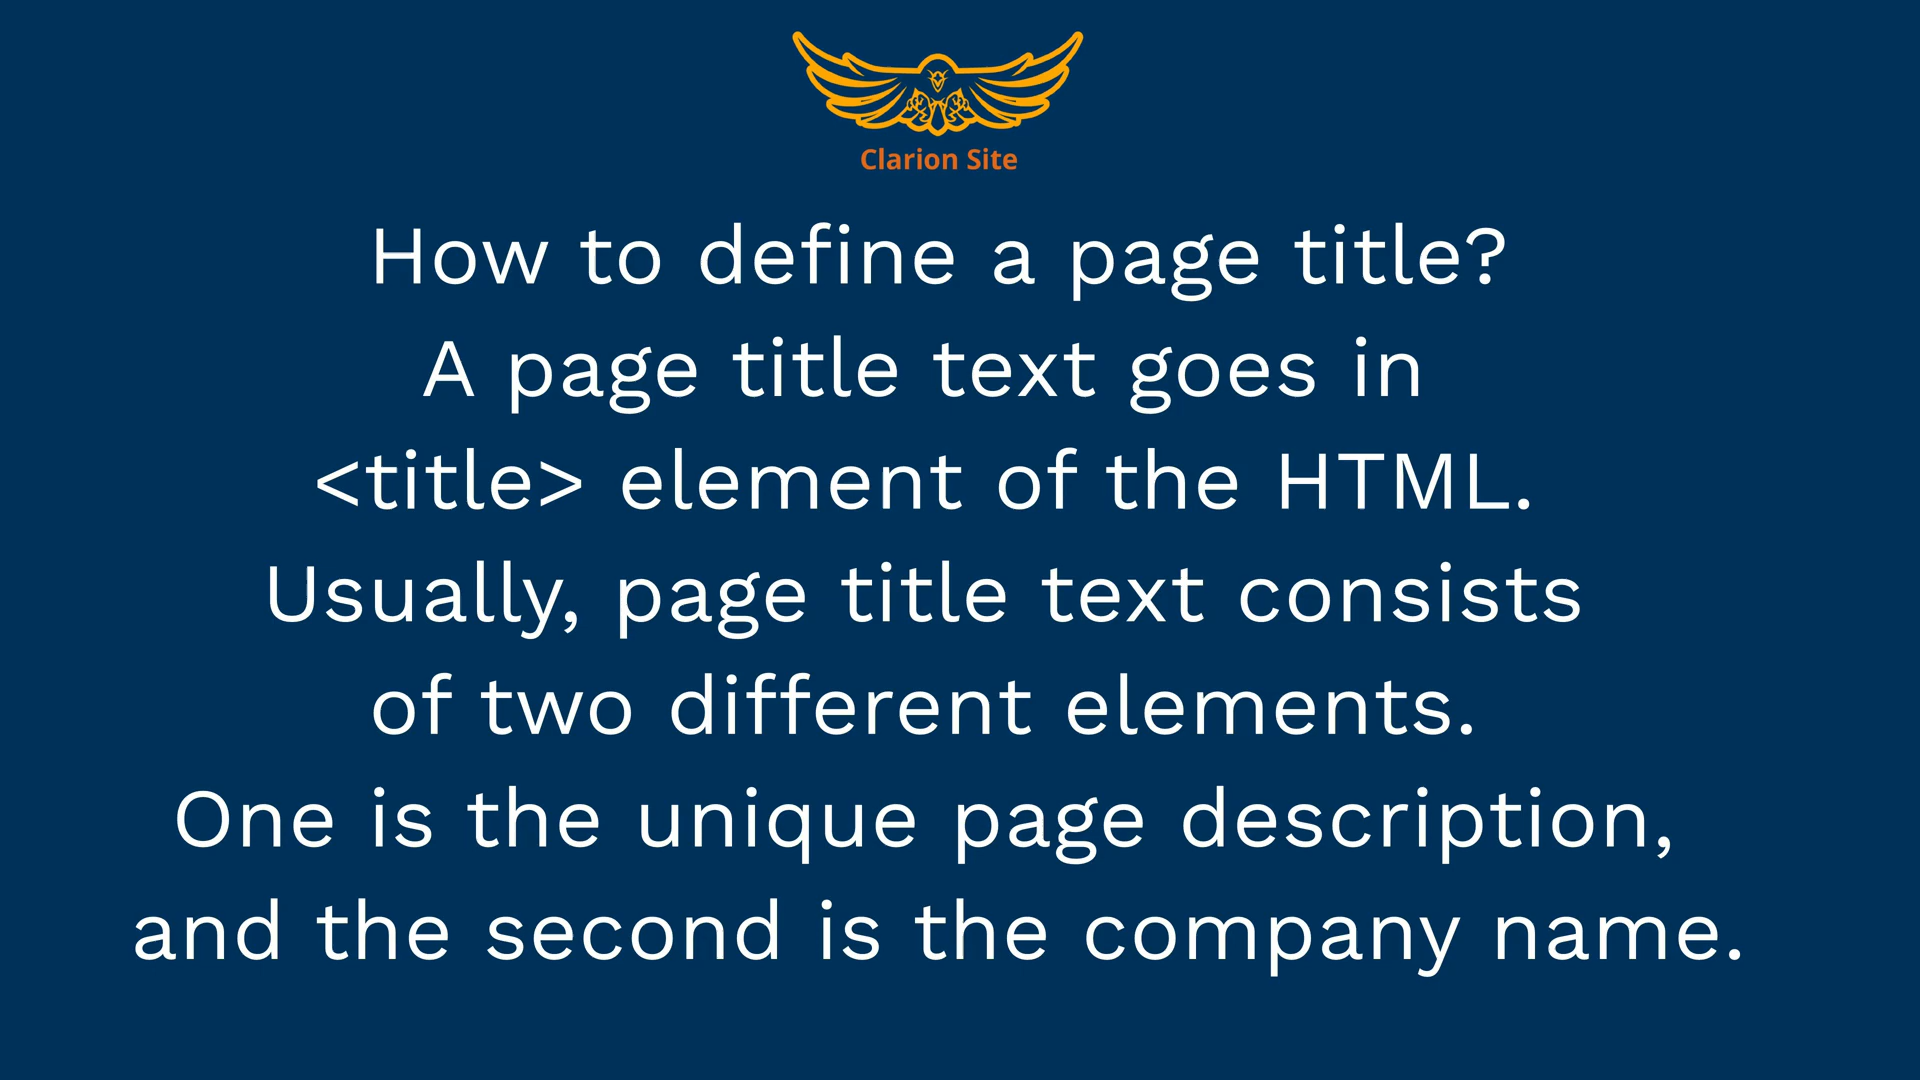 Clarion Site
How to define a page title?
A page title text goes in
<title> element of the HTML.
Usually, page title text consists
of two different elements.
One is the unique page description,
and the second is the company name.